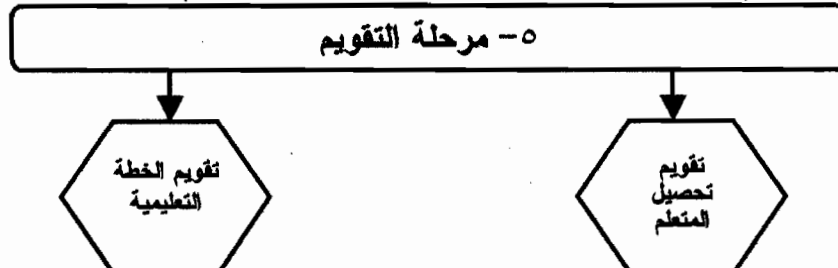 ٥- مرحلة التقويم
تقويم
تحصيل
المتعلم
تقويم الخطة
التعليمية